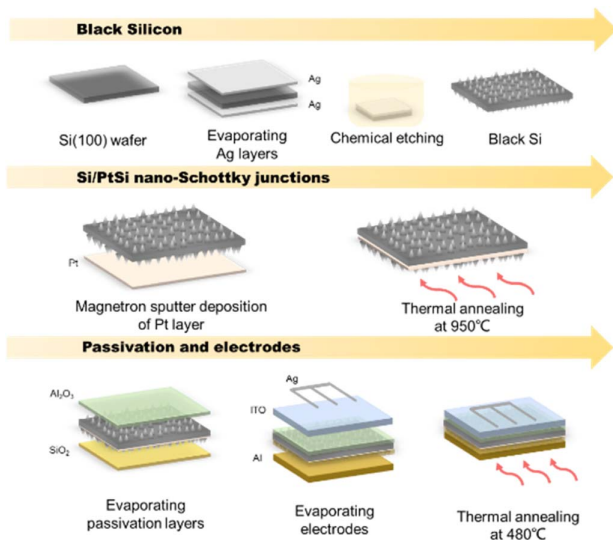 Black Silicon
Ag
Ag
Si(100) wafer
Evaporating
Ag layers
Chemical etching
Black Si
Si/PtSi nano-Schottky junctions
Pt
Magnetron sputter deposition
of Pt layer
Thermal annealing
at 950℃
Passivation and electrodes
Al₂O₃
SiO₂
Evaporating
passivation layers
Ag
ITO
Al
Evaporating
electrodes
Thermal annealing
at 480℃